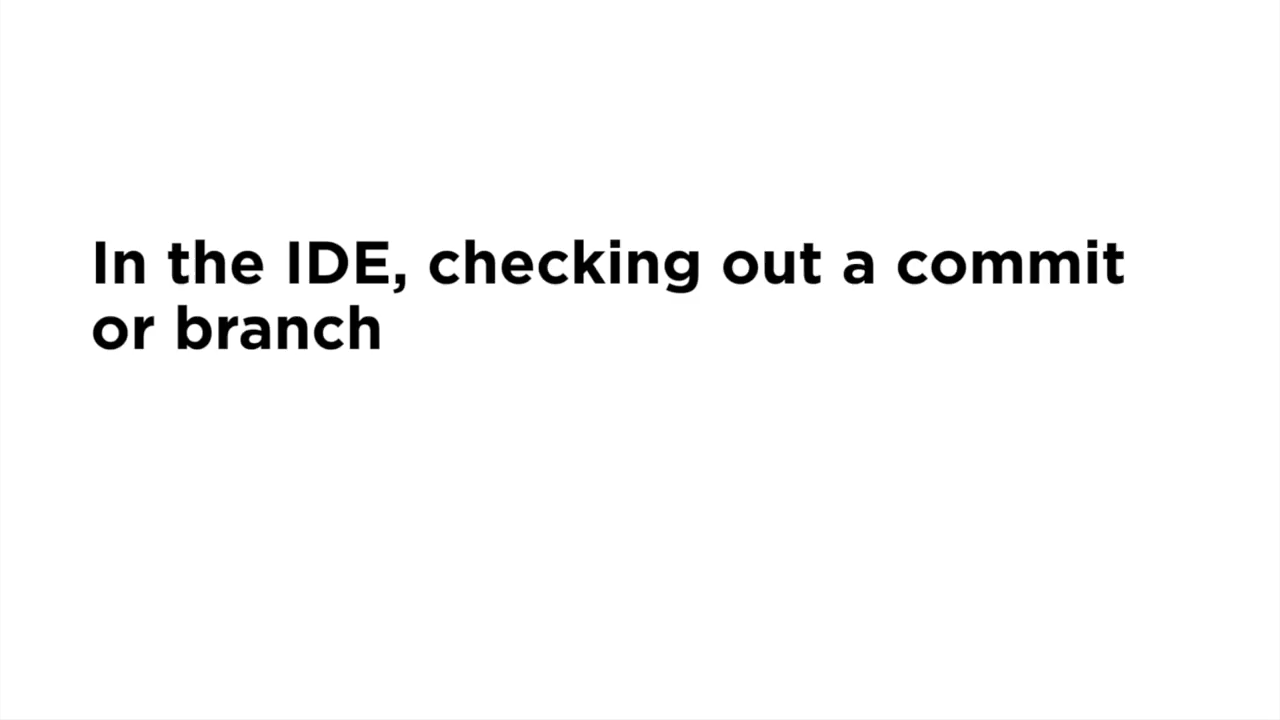 In the IDE, checking out a commit
or branch